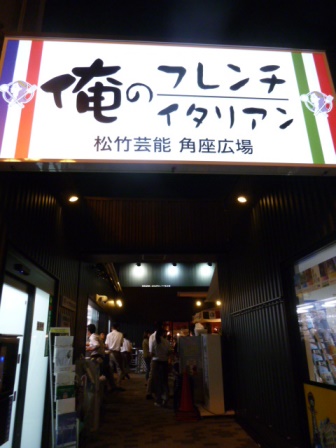 俺のフレンチ
イタリアン
松竹芸能 角座広場